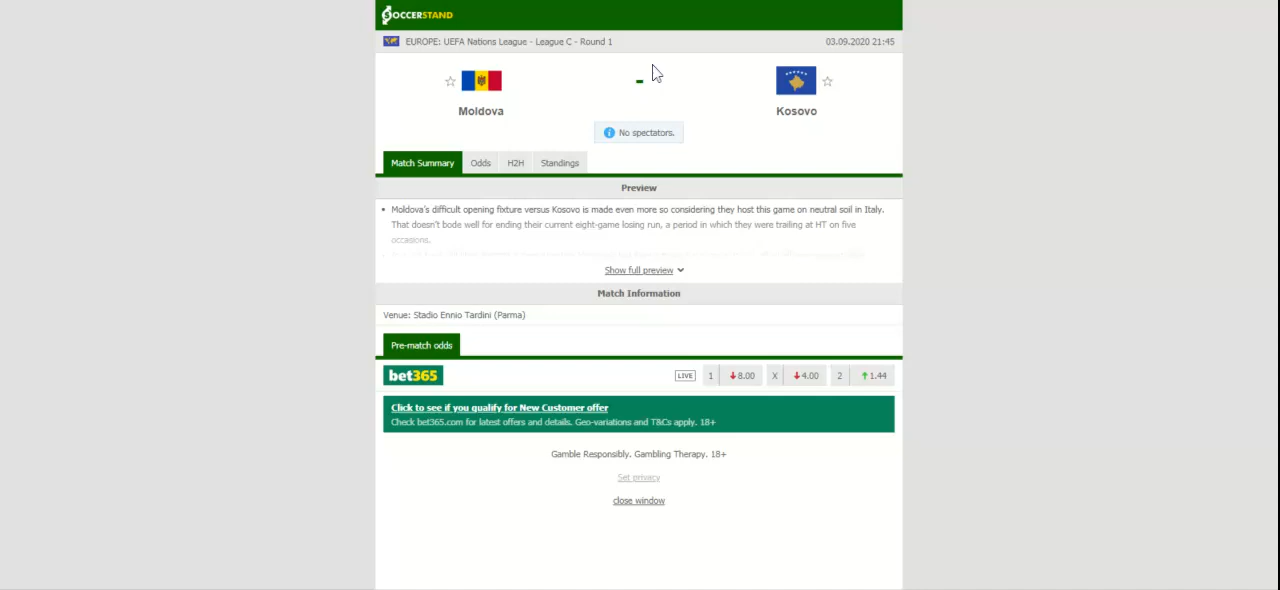 SOCCERSTAND
EUROPE: UEFA Nations League - League C - Round 1 03.09.2020 21:45
-
Moldova Kosovo
No spectators.
Match Summary Odds H2H Standings
Preview
• Moldova's difficult opening fixture versus Kosovo is made even more so considering they host this game on neutral soil in Italy.
That doesn't bode well for ending their current eight-game losing run, a period in which they were trailing at HT on five
occasions.
Show full preview
Match Information
Venue: Stadio Ennio Tardini (Parma)
Pre-match odds
bet365 LIVE 1 8.00 X 4.00 2 1.44
Click to see if you qualify for New Customer offer
Check bet365.com for latest offers and details. Geo-variations and T&Cs apply. 18+
Gamble Responsibly. Gambling Therapy. 18+
Set privacy
close window